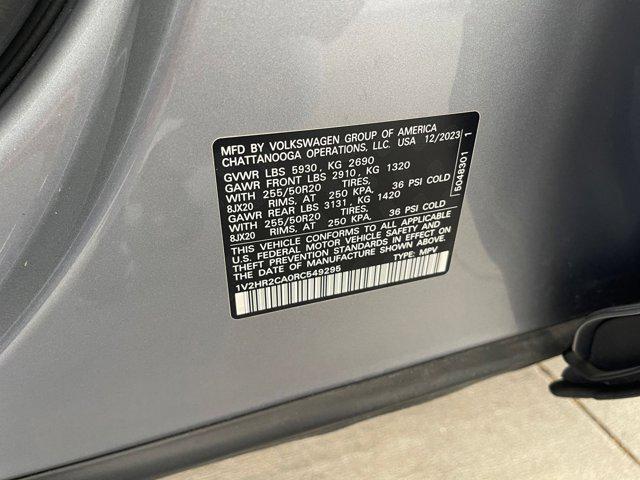 MFD BY VOLKSWAGEN GROUP OF AMERICA
CHATTANOOGA OPERATIONS, LLC. USA 12/2023
GVWR LBS 5930, KG 2690
GAWR FRONT LBS 2910, KG 1320
WITH 255/50R20 TIRES,
8JX20 RIMS, AT 250 KPA. 36 PSI COLD
GAWR REAR LBS 3131, KG 1420
WITH 255/50R20 TIRES,
8JX20 RIMS, AT 250 KPA. 36 PSI COLD
THIS VEHICLE CONFORMS TO ALL APPLICABLE
U.S. FEDERAL MOTOR VEHICLE SAFETY AND
THEFT PREVENTION STANDARDS IN EFFECT ON
THE DATE OF MANUFACTURE SHOWN ABOVE.
1V2HR2CA0RC549295 TYPE: MPV
5048301 1